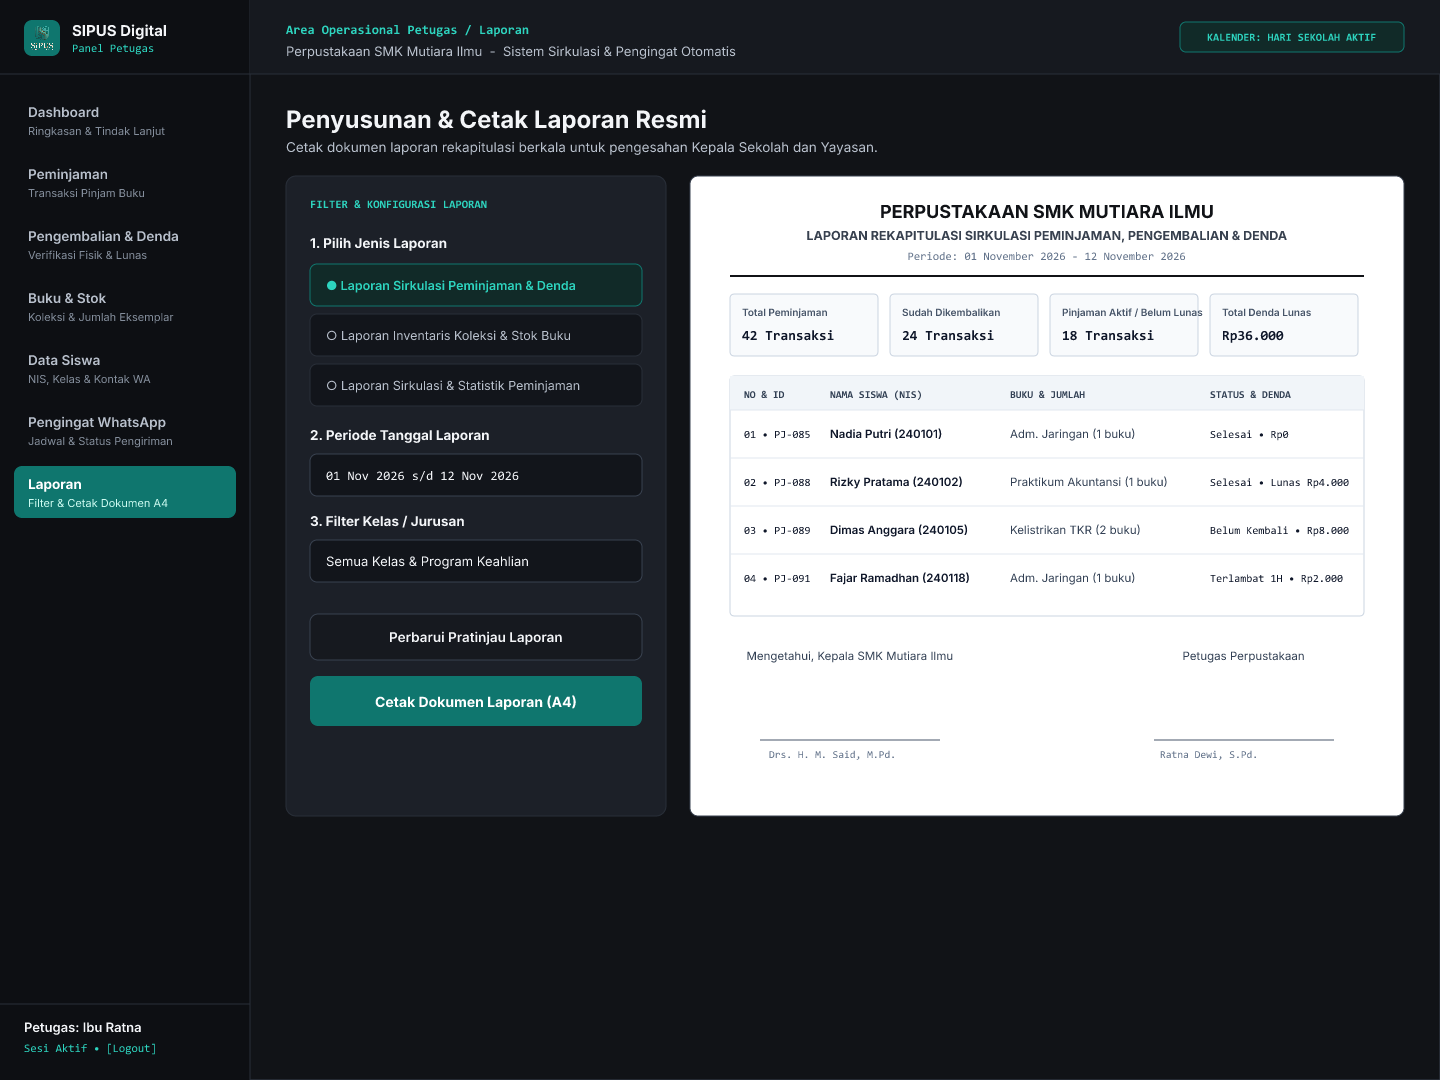 SIPUS
SIPUS Digital
Panel Petugas
Dashboard
Ringkasan & Tindak Lanjut
Peminjaman
Transaksi Pinjam Buku
Pengembalian & Denda
Verifikasi Fisik & Lunas
Buku & Stok
Koleksi & Jumlah Eksemplar
Data Siswa
NIS, Kelas & Kontak WA
Pengingat WhatsApp
Jadwal & Status Pengiriman
Laporan
Filter & Cetak Dokumen A4
Petugas: Ibu Ratna
Sesi Aktif • [Logout]
Area Operasional Petugas / Laporan
Perpustakaan SMK Mutiara Ilmu - Sistem Sirkulasi & Pengingat Otomatis
KALENDER: HARI SEKOLAH AKTIF
Penyusunan & Cetak Laporan Resmi
Cetak dokumen laporan rekapitulasi berkala untuk pengesahan Kepala Sekolah dan Yayasan.
FILTER & KONFIGURASI LAPORAN
1. Pilih Jenis Laporan
● Laporan Sirkulasi Peminjaman & Denda
○ Laporan Inventaris Koleksi & Stok Buku
○ Laporan Sirkulasi & Statistik Peminjaman
2. Periode Tanggal Laporan
01 Nov 2026 s/d 12 Nov 2026
3. Filter Kelas / Jurusan
Semua Kelas & Program Keahlian
Perbarui Pratinjau Laporan
Cetak Dokumen Laporan (A4)
PERPUSTAKAAN SMK MUTIARA ILMU
LAPORAN REKAPITULASI SIRKULASI PEMINJAMAN, PENGEMBALIAN & DENDA
Periode: 01 November 2026 - 12 November 2026
Total Peminjaman
42 Transaksi
Sudah Dikembalikan
24 Transaksi
Pinjaman Aktif / Belum Lunas
18 Transaksi
Total Denda Lunas
Rp36.000
NO & ID NAMA SISWA (NIS) BUKU & JUMLAH STATUS & DENDA
01 • PJ-085 Nadia Putri (240101) Adm. Jaringan (1 buku) Selesai • Rp0
02 • PJ-088 Rizky Pratama (240102) Praktikum Akuntansi (1 buku) Selesai • Lunas Rp4.000
03 • PJ-089 Dimas Anggara (240105) Kelistrikan TKR (2 buku) Belum Kembali • Rp8.000
04 • PJ-091 Fajar Ramadhan (240118) Adm. Jaringan (1 buku) Terlambat 1H • Rp2.000
Mengetahui, Kepala SMK Mutiara Ilmu
Petugas Perpustakaan
Drs. H. M. Said, M.Pd.
Ratna Dewi, S.Pd.